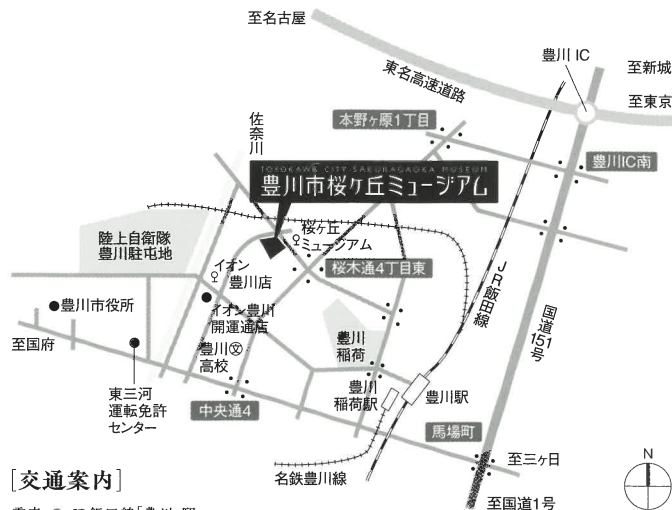 至名古屋
豊川 IC
至新城
東名高速道路
至東京
佐奈川
本野ヶ原1丁目
豊川IC南
TOYOKAWA CITY SAKURAGAOKA MUSEUM
豊川市桜ヶ丘ミュージアム
桜ヶ丘
ミュージアム
陸上自衛隊
豊川駐屯地
桜木通4丁目東
イオン
豊川店
JR飯田線
国道151号
豊川市役所
イオン豊川
開運通店
至国府
豊川
高校
豊川
稲荷
東三河
運転免許
センター
中央通4
豊川
稲荷駅
豊川駅
馬場町
名鉄豊川線
至三ヶ日
至国道1号
N
[交通案内]